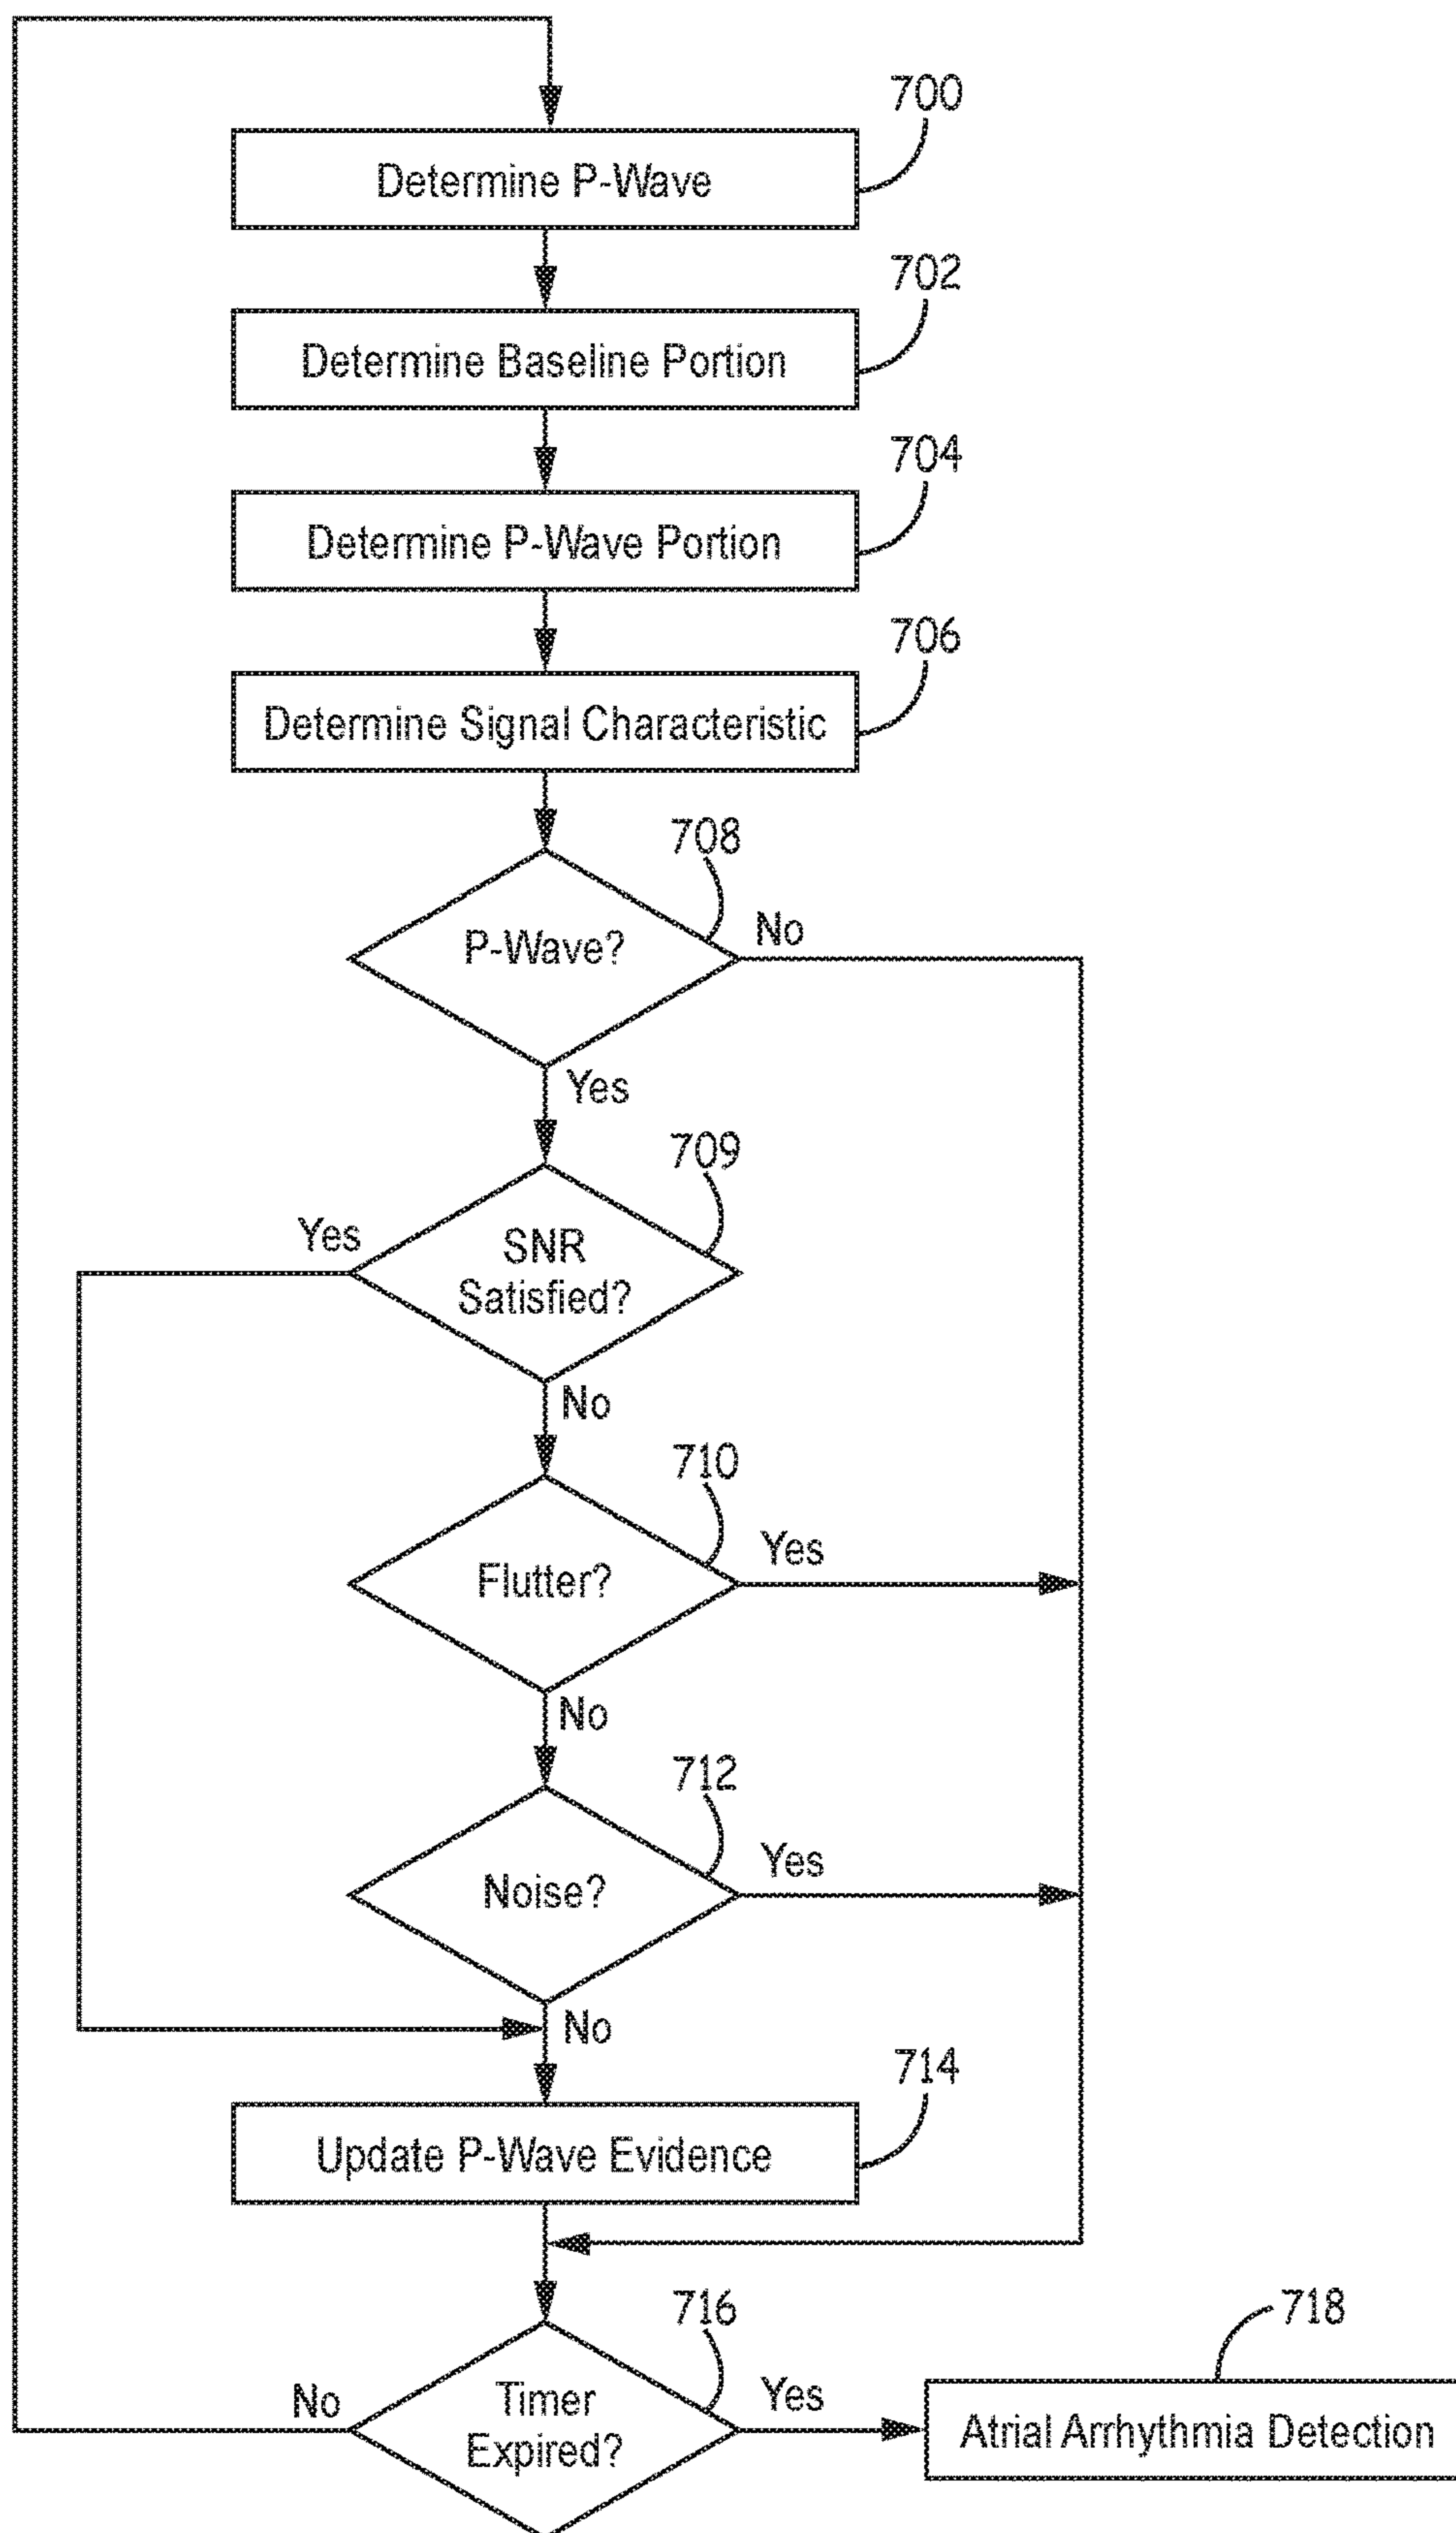 700
Determine P-Wave
702
Determine Baseline Portion
704
Determine P-Wave Portion
706
Determine Signal Characteristic
708
P-Wave?
No
Yes
709
Yes
SNR
Satisfied?
No
710
Flutter?
Yes
No
712
Noise?
Yes
No
714
Update P-Wave Evidence
716
718
No
Timer
Expired?
Yes
Atrial Arrhythmia Detection